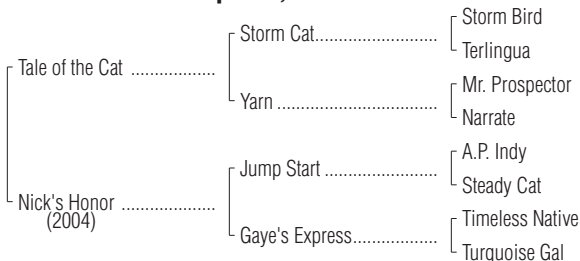 Storm Bird
Storm Cat....................................
Terlingua
Tale of the Cat ..................
Mr. Prospector
Yarn ....................................
Narrate
A.P. Indy
Jump Start .........................
Steady Cat
Nick's Honor ....................
(2004)
Timeless Native
Gaye's Express..................
Turquoise Gal